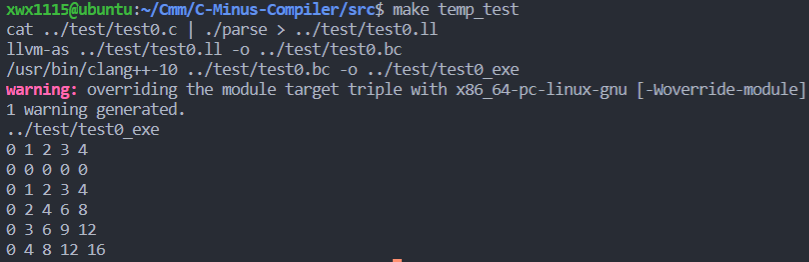 xwx1115@ubuntu:~/Cmm/C-Minus-Compiler/src$ make temp_test
cat ../test/test0.c | ./parse > ../test/test0.ll
llvm-as ../test/test0.ll -o ../test/test0.bc
/usr/bin/clang++-10 ../test/test0.bc -o ../test/test0_exe
warning: overriding the module target triple with x86_64-pc-linux-gnu [-Woverride-module]
1 warning generated.
../test/test0_exe
0 1 2 3 4
0 0 0 0 0
0 1 2 3 4
0 2 4 6 8
0 3 6 9 12
0 4 8 12 16